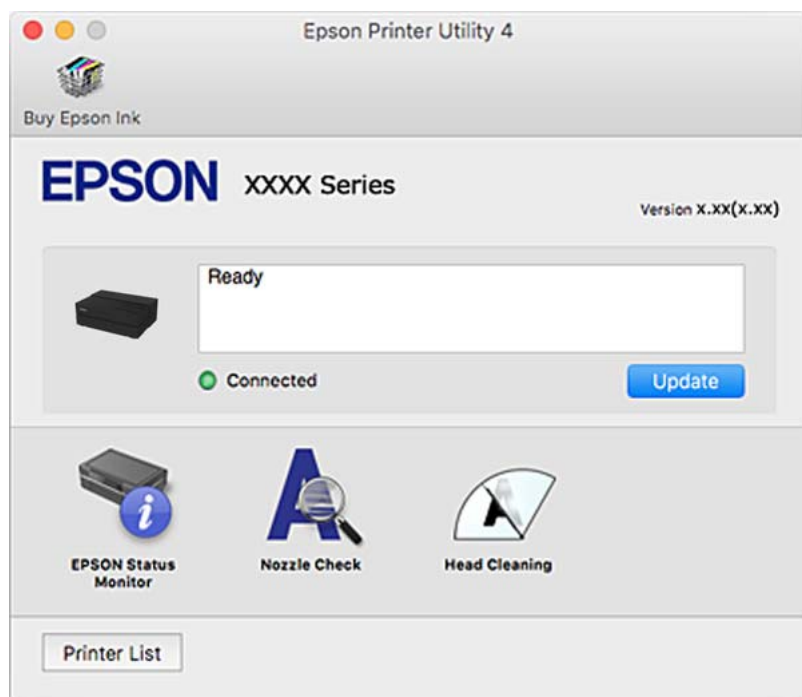 Epson Printer Utility 4
Buy Epson Ink
EPSON XXXX Series
Version X.XX(X.XX)
Ready
Connected
Update
EPSON Status
Monitor
Nozzle Check
Head Cleaning
Printer List